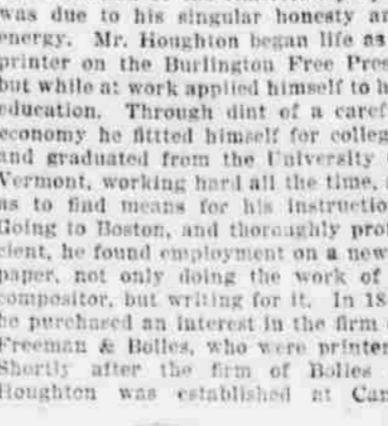 was due to his singular honesty a
energy. Mr. Houghton began life as
printer on the Burlington Free Pres
but while at work applied himself to h
education. Through dint of a caref
economy he fittted himself for colleg
and graduated from the University
Vermont, working hard all the time,
as to find means for his instructio
Going to Boston, and thoroughly pro
cient, he found employment on a new
paper, not only doing the work of
compositor, but writing for it. In 18
he purchased an interest in the firm
Freeman & Bolles, who were printer
Shortly after the firm of Bolles
Houghton was established at Cam